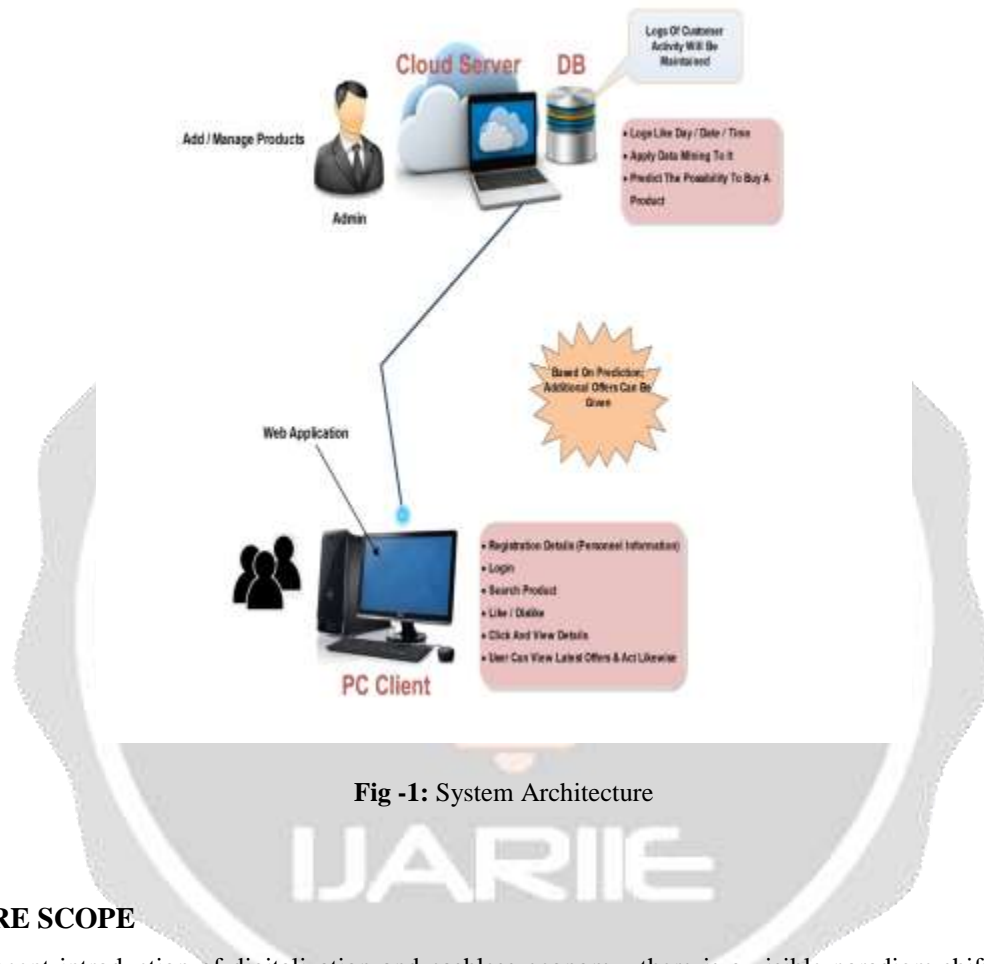 Logs Of Customer
Activity Will Be
Maintained
Cloud Server
DB
Add / Manage Products
• Logs Like Day / Date / Time
• Apply Data Mining To It
• Predict The Possibility To Buy A
Product
Admin
Based On Prediction,
Additional Offers Can Be
Given
Web Application
• Registration Details (Personeel Information)
• Login
• Search Product
• Like / Dislike
• Click And View Details
• User Can View Latest Offers & Act Likewise
PC Client
Fig -1: System Architecture
IJARIIE
RE SCOPE